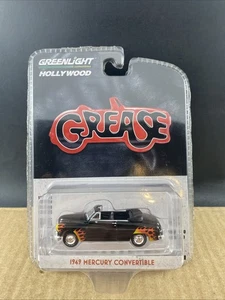 GREENLIGHT
HOLLYWOOD
GREASE
1949 MERCURY CONVERTIBLE